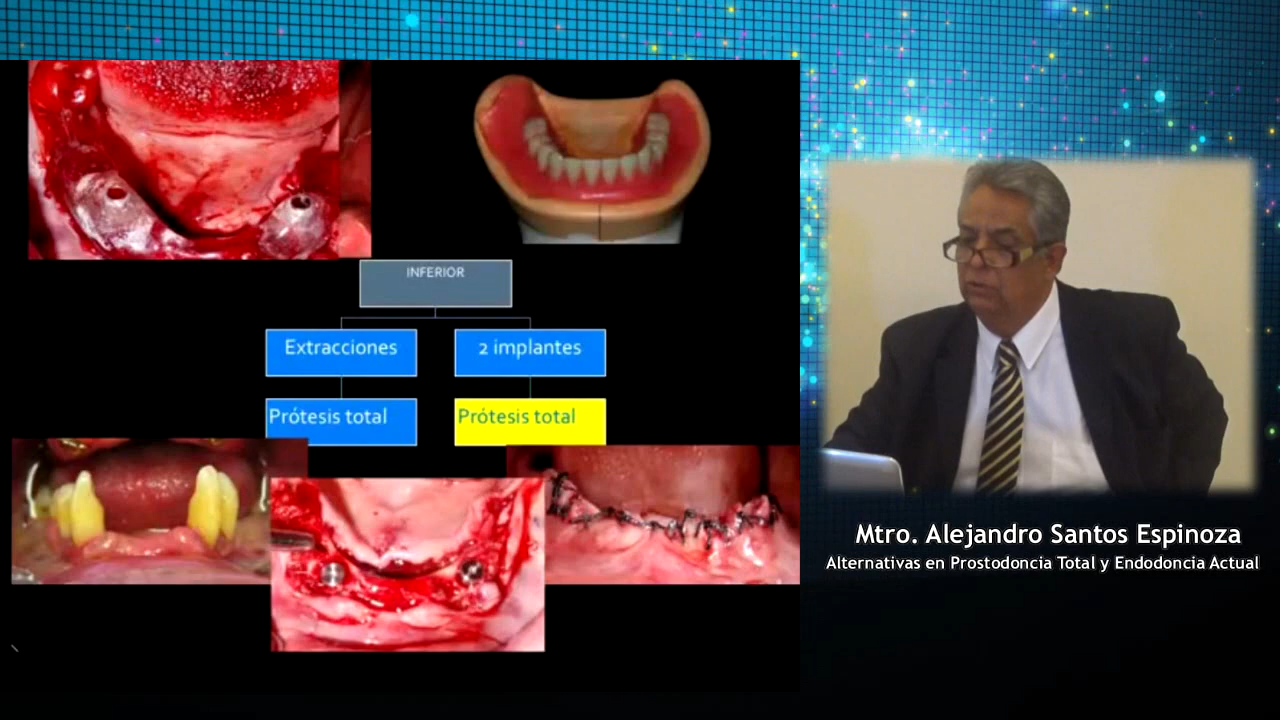 INFERIOR
Extracciones
2 implantes
Prótesis total
Prótesis total
Mtro. Alejandro Santos Espinoza
Alternativas en Prostodoncia Total y Endodoncia Actual